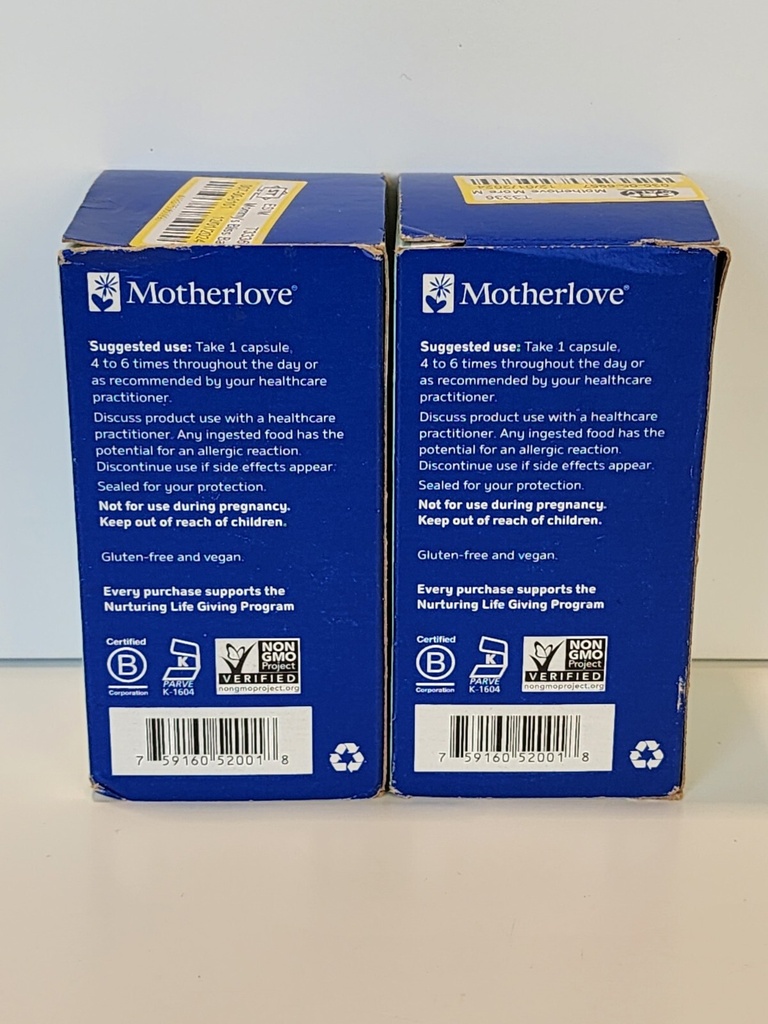 Motherlove®
Suggested use: Take 1 capsule,
4 to 6 times throughout the day or
as recommended by your healthcare
practitioner.
Discuss product use with a healthcare
practitioner. Any ingested food has the
potential for an allergic reaction.
Discontinue use if side effects appear.
Sealed for your protection.
Not for use during pregnancy.
Keep out of reach of children.
Gluten-free and vegan.
Every purchase supports the
Nurturing Life Giving Program
Certified
B
Corporation
K
PARVE
K-1604
NON
GMO
Project
VERIFIED
nongmoproject.org
7 59160 52001 8
73336
Motherlove More M
12/01/2024
Motherlove®
Suggested use: Take 1 capsule,
4 to 6 times throughout the day or
as recommended by your healthcare
practitioner.
Discuss product use with a healthcare
practitioner. Any ingested food has the
potential for an allergic reaction.
Discontinue use if side effects appear.
Sealed for your protection.
Not for use during pregnancy.
Keep out of reach of children.
Gluten-free and vegan.
Every purchase supports the
Nurturing Life Giving Program
Certified
B
Corporation
K
PARVE
K-1604
NON
GMO
Project
VERIFIED
nongmoproject.org
7 59160 52001 8